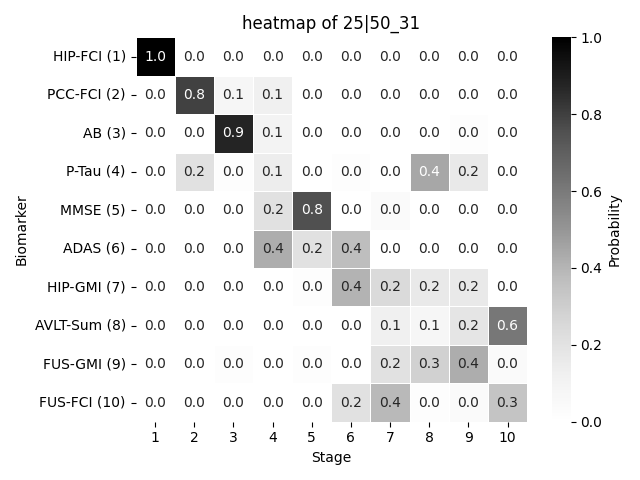 heatmap of 25|50_31
HIP-FCI (1) 1.0 0.0 0.0 0.0 0.0 0.0 0.0 0.0 0.0 0.0
PCC-FCI (2) 0.0 0.8 0.1 0.1 0.0 0.0 0.0 0.0 0.0 0.0
AB (3) 0.0 0.0 0.9 0.1 0.0 0.0 0.0 0.0 0.0 0.0
P-Tau (4) 0.0 0.2 0.0 0.1 0.0 0.0 0.0 0.4 0.2 0.0
MMSE (5) 0.0 0.0 0.0 0.2 0.8 0.0 0.0 0.0 0.0 0.0
ADAS (6) 0.0 0.0 0.0 0.4 0.2 0.4 0.0 0.0 0.0 0.0
HIP-GMI (7) 0.0 0.0 0.0 0.0 0.0 0.4 0.2 0.2 0.2 0.0
AVLT-Sum (8) 0.0 0.0 0.0 0.0 0.0 0.0 0.1 0.1 0.2 0.6
FUS-GMI (9) 0.0 0.0 0.0 0.0 0.0 0.0 0.2 0.3 0.4 0.0
FUS-FCI (10) 0.0 0.0 0.0 0.0 0.0 0.2 0.4 0.0 0.0 0.3
1 2 3 4 5 6 7 8 9 10
Stage
Biomarker
1.0
0.8
0.6
0.4
0.2
0.0
Probability